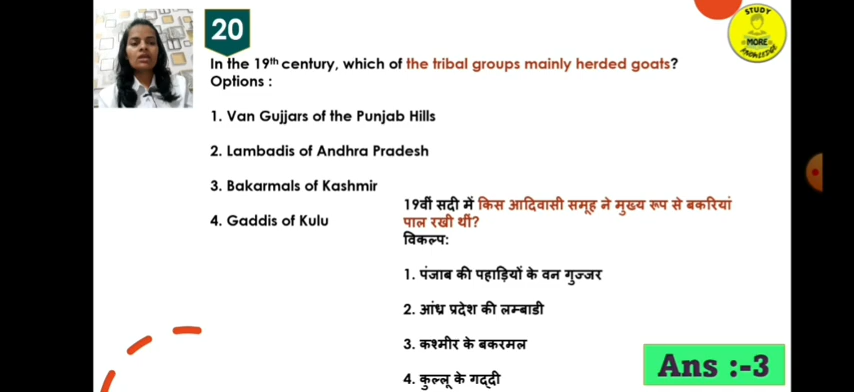 20
STUDY
MORE
KNOWLEDGE
In the 19th century, which of the tribal groups mainly herded goats?
Options :
1. Van Gujjars of the Punjab Hills
2. Lambadis of Andhra Pradesh
3. Bakarmals of Kashmir
4. Gaddis of Kulu
19वीं सदी में किस आदिवासी समूह ने मुख्य रूप से बकरियां
पाल रखी थीं?
विकल्प:
1. पंजाब की पहाड़ियों के वन गुज्जर
2. आंध्र प्रदेश की लम्बाडी
3. कश्मीर के बकरमल
4. कुल्लू के गद्दी
Ans :-3